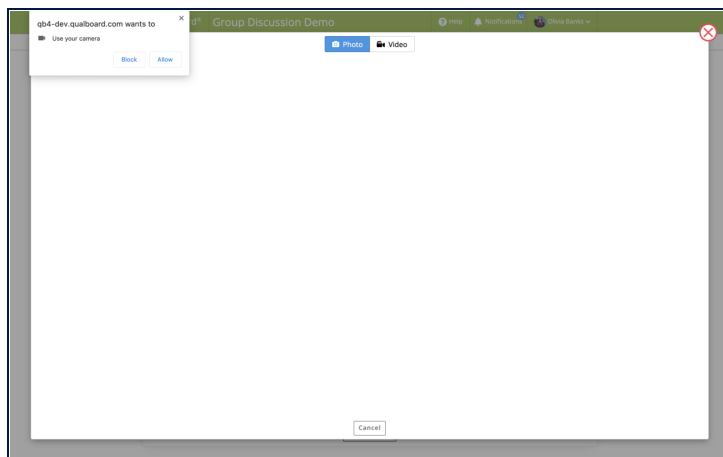 qb4-dev.qualboard.com wants to
Use your camera
Block Allow
d® Group Discussion Demo
Help Notifications Olivia Banks
Photo Video
Cancel